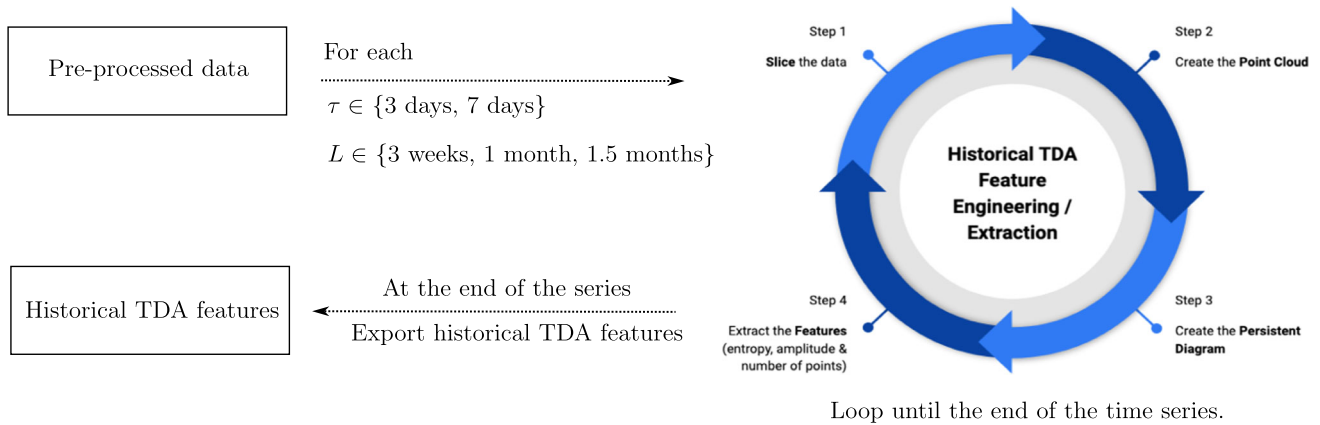 Pre-processed data
For each
τ ∈ {3 days, 7 days}
L ∈ {3 weeks, 1 month, 1.5 months}
Step 1
Slice the data
Step 2
Create the Point Cloud
Historical TDA
Feature
Engineering /
Extraction
Step 3
Create the Persistent
Diagram
Step 4
Extract the Features
(entropy, amplitude &
number of points)
Loop until the end of the time series.
At the end of the series
Export historical TDA features
Historical TDA features